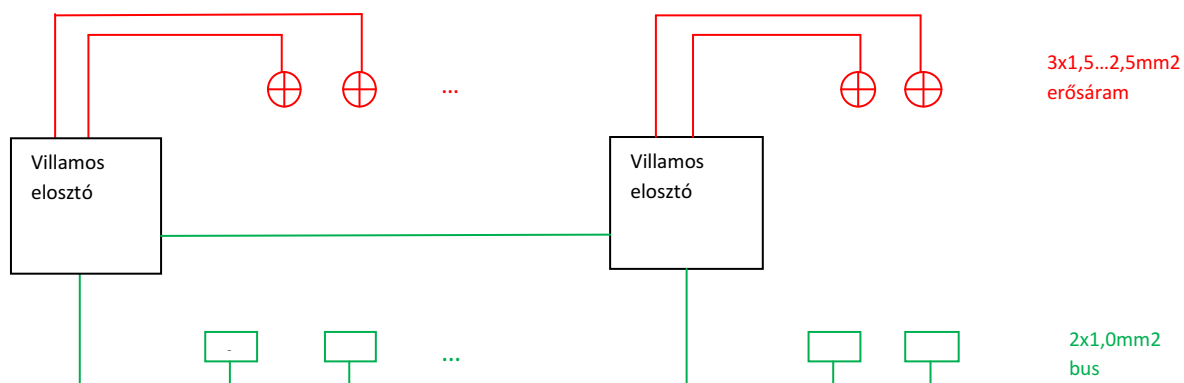 3x1,5...2,5mm2
erősáram
...
Villamos
elosztó
Villamos
elosztó
...
2x1,0mm2
bus